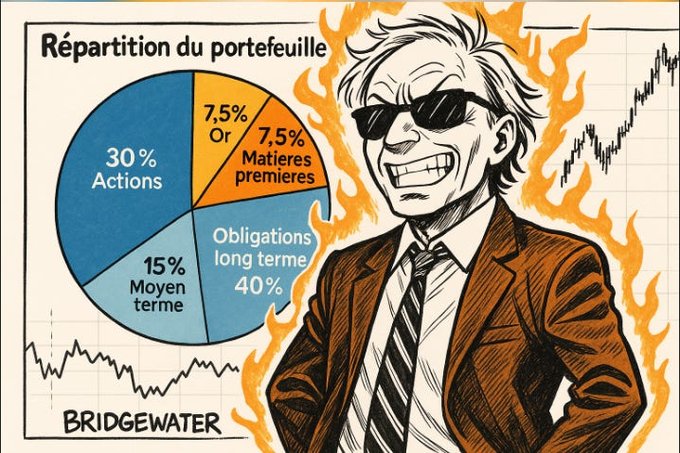 Répartition du portefeuille
7,5%
Or
7,5%
Matieres
premieres
30 %
Actions
Obligations
long terme
40%
15%
Moyen
terme
BRIDGEWATER